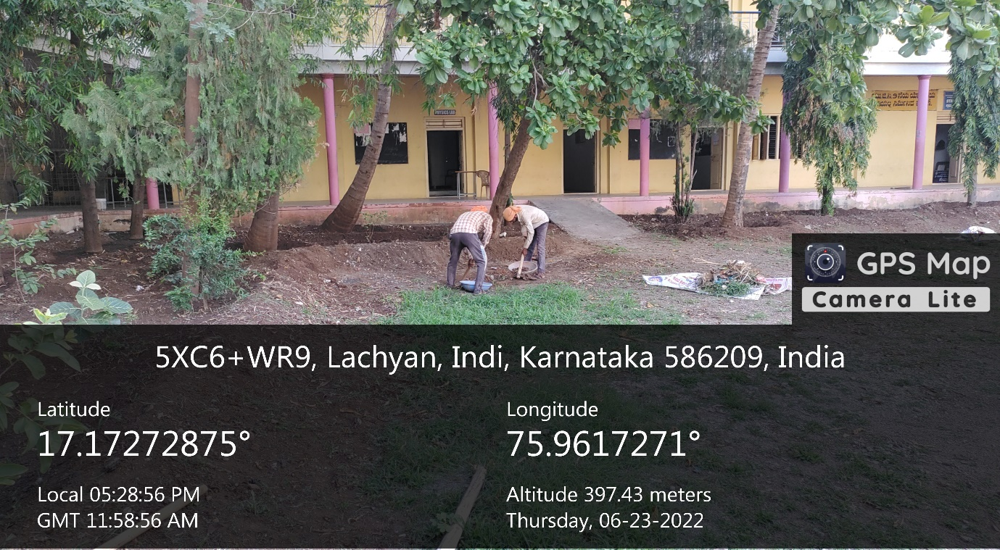 PHYSICS LAB
GPS Map
Camera Lite
5XC6+WR9, Lachyan, Indi, Karnataka 586209, India
Latitude
17.17272875°
Longitude
75.9617271°
Local 05:28:56 PM
GMT 11:58:56 AM
Altitude 397.43 meters
Thursday, 06-23-2022